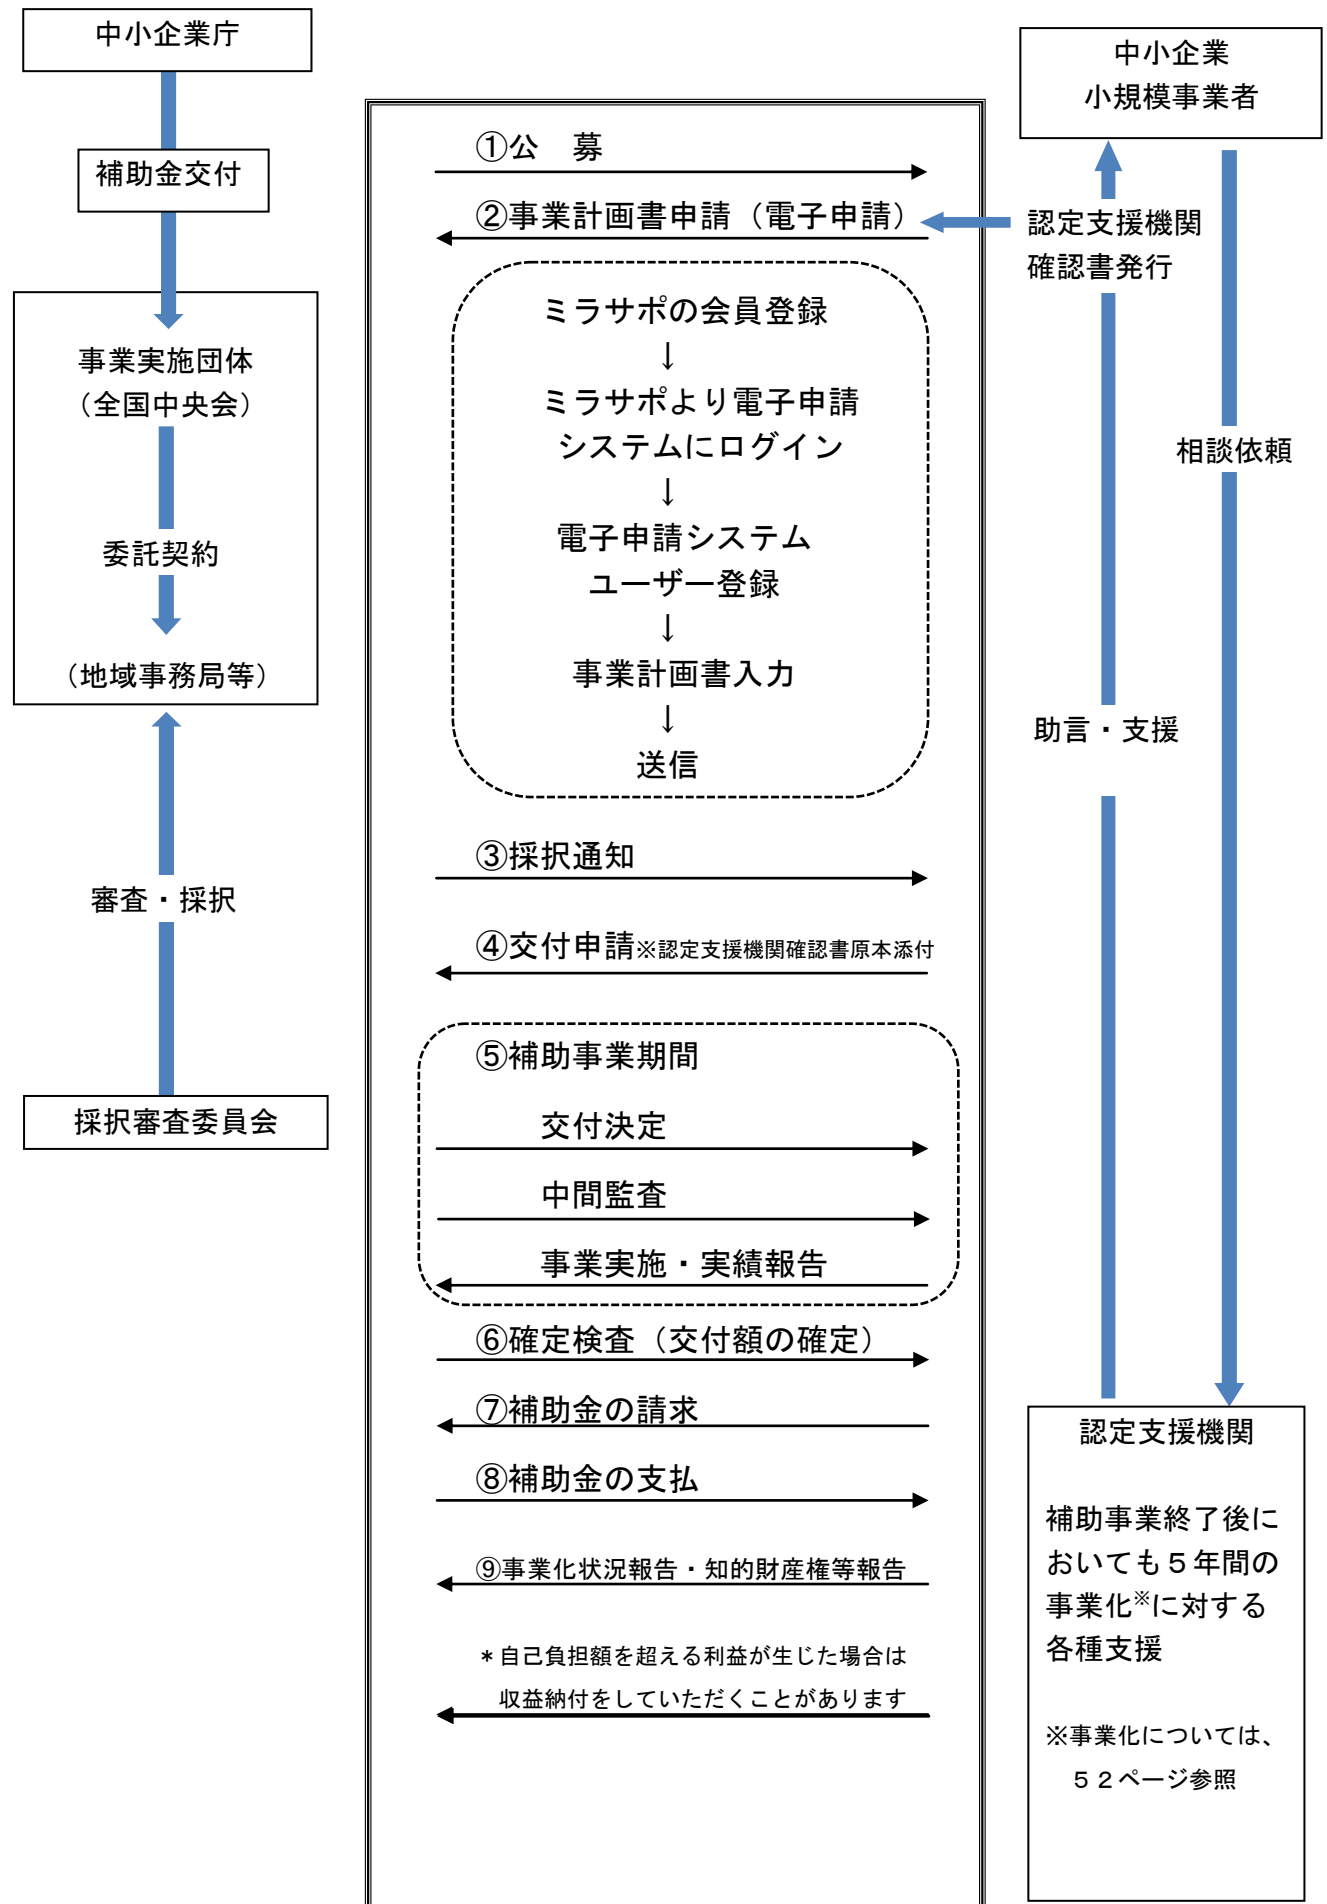 中小企業庁
補助金交付
事業実施団体
（全国中央会）
委託契約
（地域事務局等）
審査・採択
採択審査委員会
①公　募
②事業計画書申請（電子申請）
ミラサポの会員登録
↓
ミラサポより電子申請
システムにログイン
↓
電子申請システム
ユーザー登録
↓
事業計画書入力
↓
送信
③採択通知
④交付申請※認定支援機関確認書原本添付
⑤補助事業期間
交付決定
中間監査
事業実施・実績報告
⑥確定検査（交付額の確定）
⑦補助金の請求
⑧補助金の支払
⑨事業化状況報告・知的財産権等報告
＊自己負担額を超える利益が生じた場合は
収益納付をしていただくことがあります
中小企業
小規模事業者
認定支援機関
確認書発行
相談依頼
助言・支援
認定支援機関
補助事業終了後に
おいても５年間の
事業化※に対する
各種支援
※事業化については、
５２ページ参照